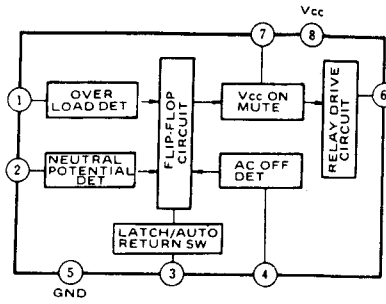 Vcc
7
8
1
OVER
LOAD DET
FLIP-FLOP
CIRCUIT
Vcc ON
MUTE
RELAY DRIVE
CIRCUIT
6
2
NEUTRAL
POTENTIAL
DET
AC OFF
DET
LATCH/AUTO
RETURN SW
5
GND
3
4